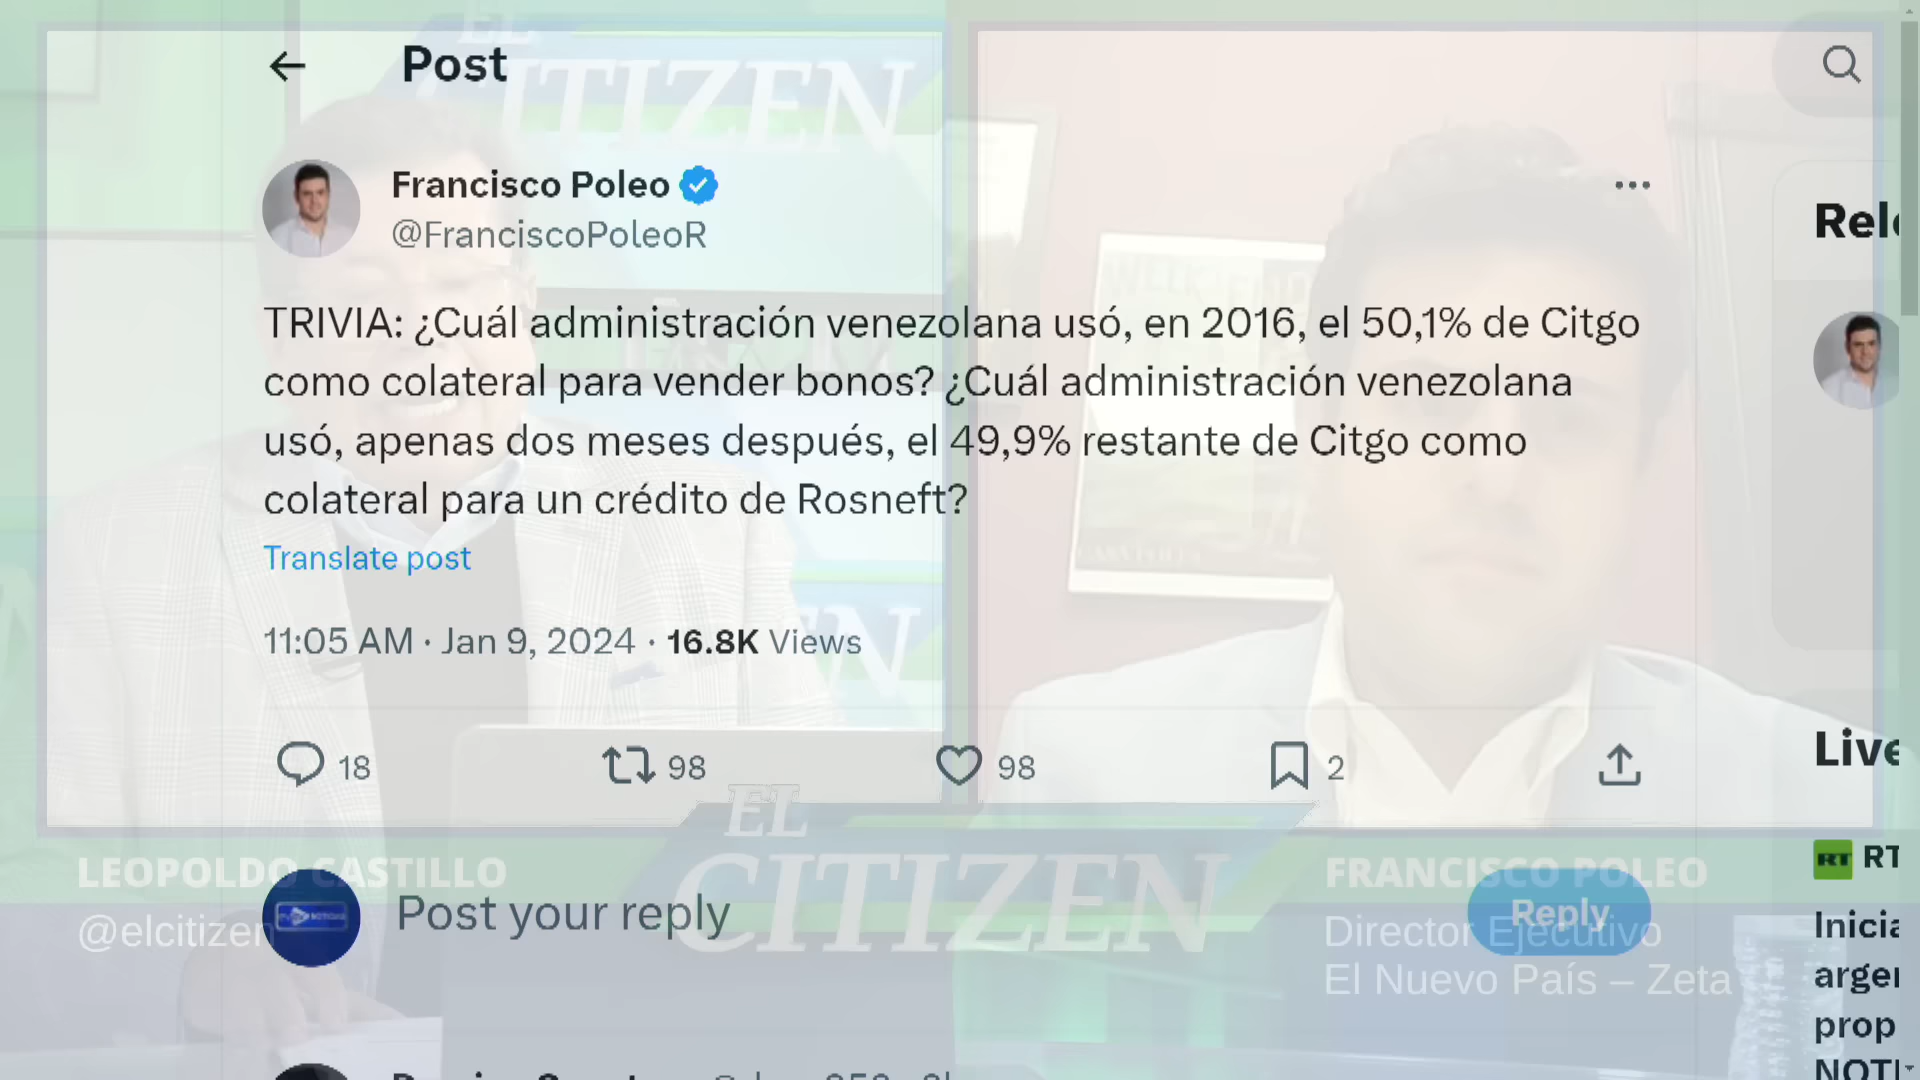 Post
Francisco Poleo
@FranciscoPoleoR
TRIVIA: ¿Cuál administración venezolana usó, en 2016, el 50,1% de Citgo
como colateral para vender bonos? ¿Cuál administración venezolana
usó, apenas dos meses después, el 49,9% restante de Citgo como
colateral para un crédito de Rosneft?
Translate post
11:05 AM · Jan 9, 2024 · 16.8K Views
18 98 98 2
Post your reply
Reply
Live
RT
EL
CITIZEN
EL
CITIZEN
LEOPOLDO CASTILLO
@elcitizen
FRANCISCO POLEO
Director Ejecutivo
El Nuevo País – Zeta